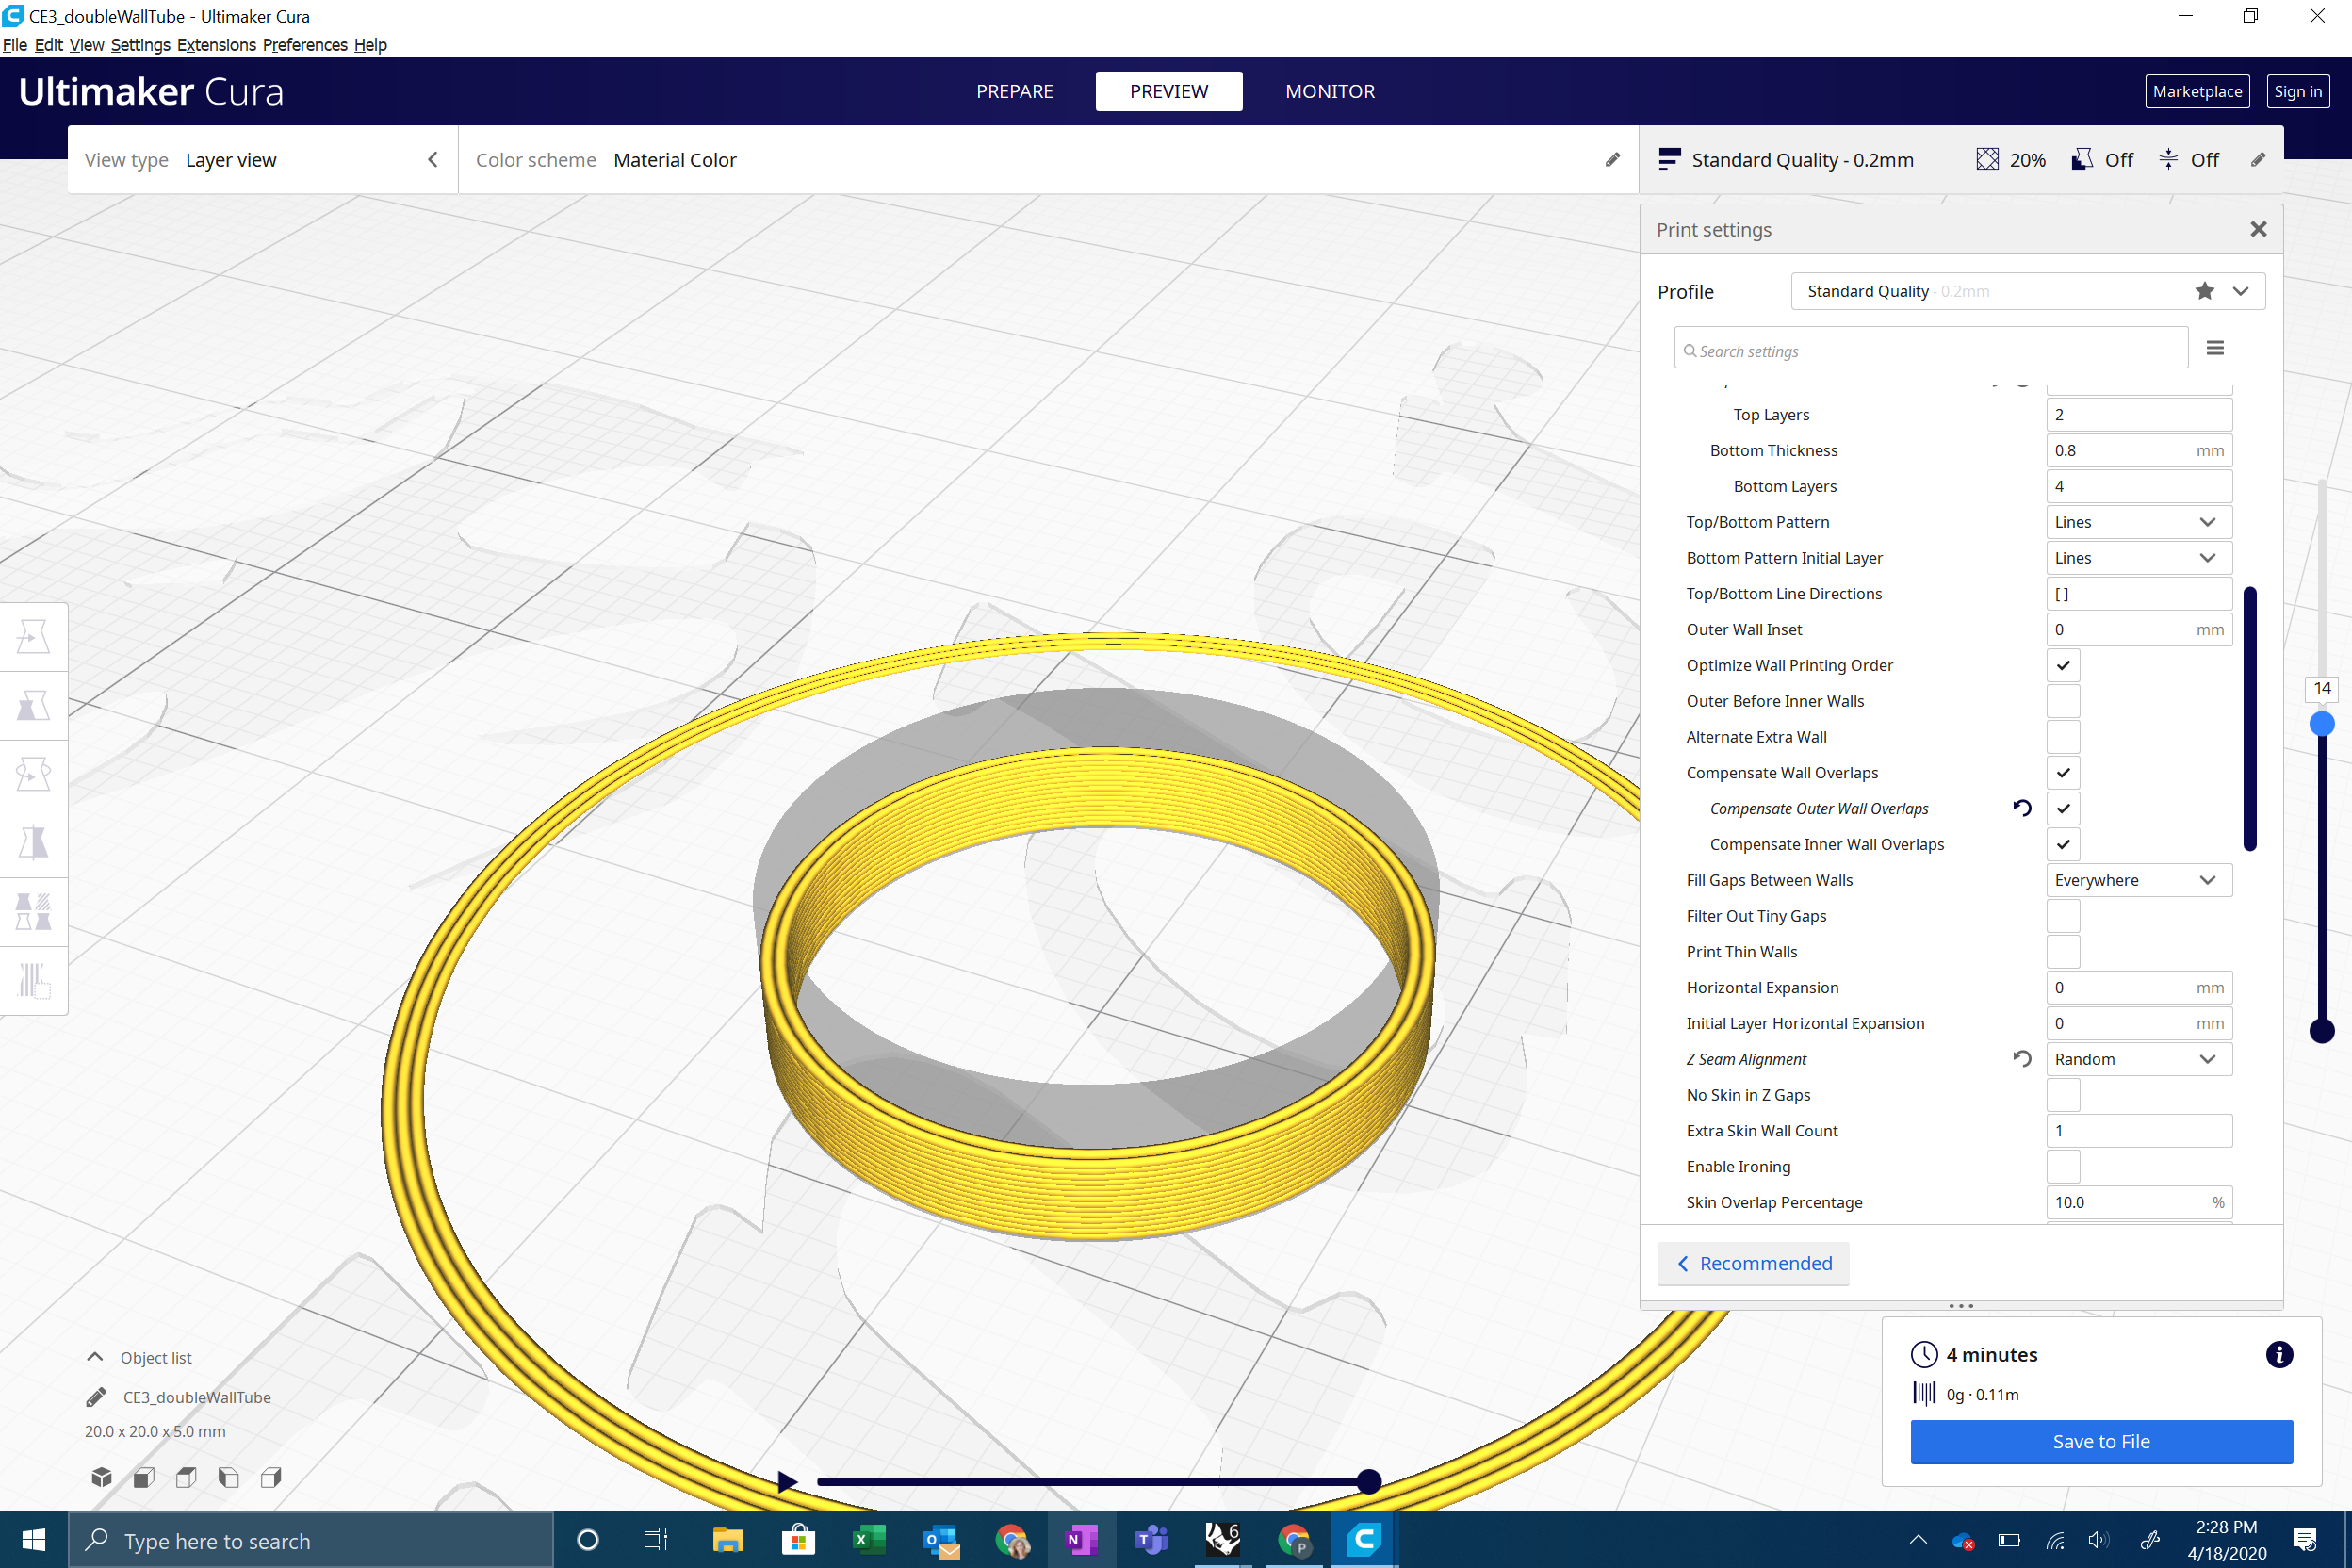 CE3_doubleWallTube - Ultimaker Cura
File Edit View Settings Extensions Preferences Help
Ultimaker Cura
PREPARE PREVIEW MONITOR
Marketplace Sign in
View type Layer view
Color scheme Material Color
Standard Quality - 0.2mm 20% Off Off
Print settings
Profile Standard Quality - 0.2mm
Search settings
Top Layers 2
Bottom Thickness 0.8 mm
Bottom Layers 4
Top/Bottom Pattern Lines
Bottom Pattern Initial Layer Lines
Top/Bottom Line Directions [ ]
Outer Wall Inset 0 mm
Optimize Wall Printing Order
Outer Before Inner Walls
Alternate Extra Wall
Compensate Wall Overlaps
Compensate Outer Wall Overlaps
Compensate Inner Wall Overlaps
Fill Gaps Between Walls Everywhere
Filter Out Tiny Gaps
Print Thin Walls
Horizontal Expansion 0 mm
Initial Layer Horizontal Expansion 0 mm
Z Seam Alignment Random
No Skin in Z Gaps
Extra Skin Wall Count 1
Enable Ironing
Skin Overlap Percentage 10.0 %
Recommended
14
4 minutes
0g · 0.11m
Save to File
Object list
CE3_doubleWallTube
20.0 x 20.0 x 5.0 mm
Type here to search
2:28 PM
4/18/2020